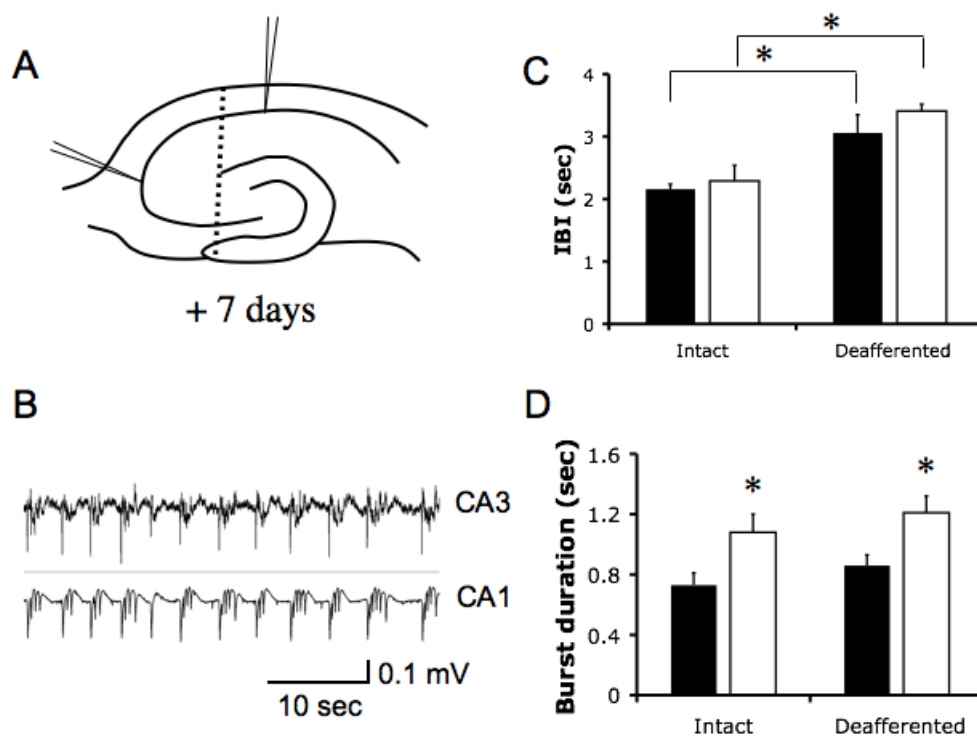 A
+ 7 days
B
CA3
CA1
0.1 mV
10 sec
C
* *
IBI (sec)
4
3
2
1
0
Intact Deafferented
D
Burst duration (sec)
1.6
1.2
0.8
0.4
0
* *
Intact Deafferented